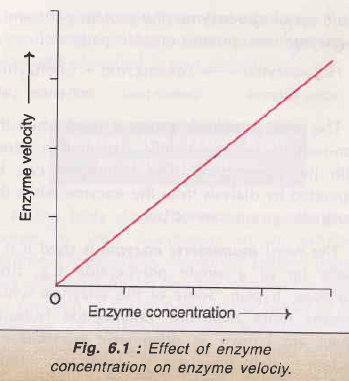 Enzyme velocity
O
Enzyme concentration
Fig. 6.1 : Effect of enzyme
concentration on enzyme velociy.